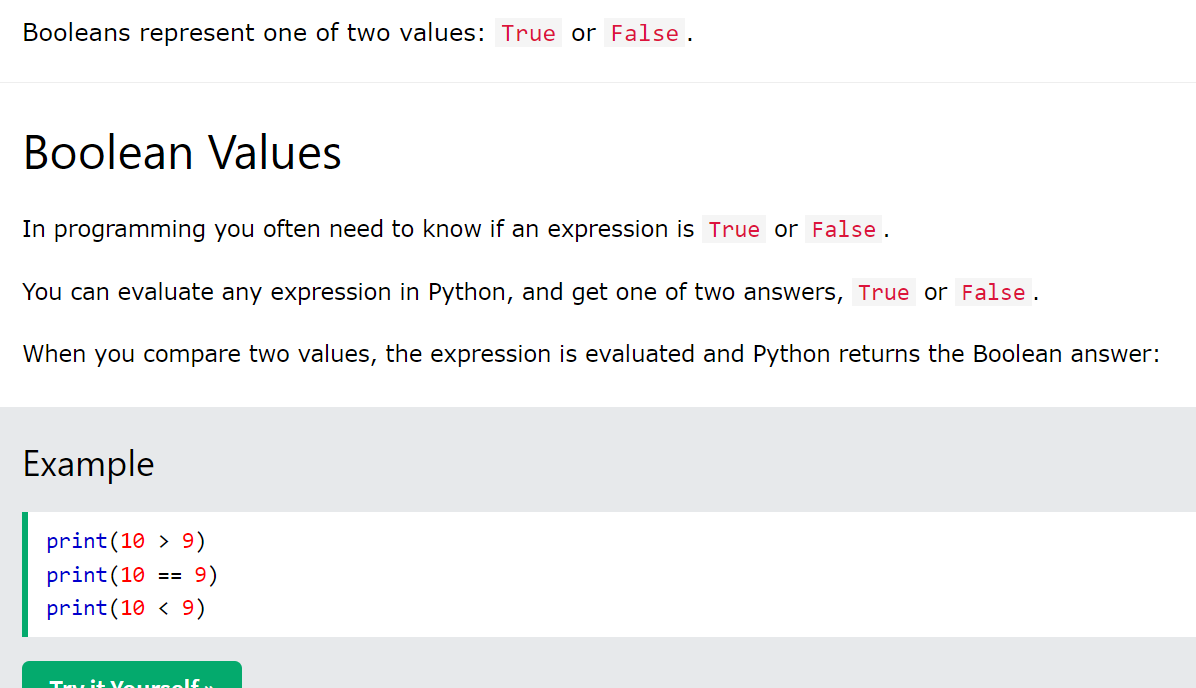 Booleans represent one of two values: True or False.
Boolean Values
In programming you often need to know if an expression is True or False.
You can evaluate any expression in Python, and get one of two answers, True or False.
When you compare two values, the expression is evaluated and Python returns the Boolean answer:
Example
print(10 > 9)
print(10 == 9)
print(10 < 9)
Try it Yourself »